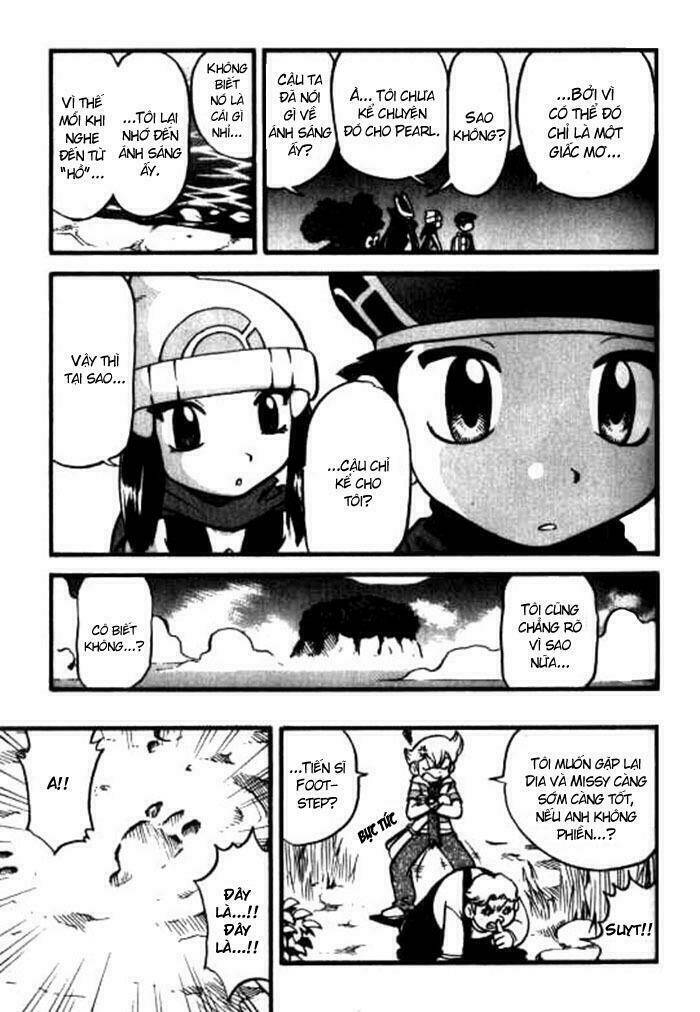 ...BỞI VÌ
CÓ THỂ ĐÓ
CHỈ LÀ MỘT
GIẤC MƠ...
SAO
KHÔNG?
À... TÔI CHƯA
KỂ CHUYỆN
ĐÓ CHO PEARL.
CẬU TA
ĐÃ NÓI
GÌ VỀ
ÁNH SÁNG
ẤY?
KHÔNG
BIẾT
NÓ LÀ
CÁI GÌ
NHỈ...
...TÔI LẠI
NHỚ ĐẾN
ÁNH SÁNG
ẤY.
VÌ THẾ
MỖI KHI
NGHE
ĐẾN TỪ
"HỒ"...
VẬY THÌ
TẠI SAO...
...CẬU CHỈ
KỂ CHO
TÔI?
TÔI CŨNG
CHẲNG RÕ
VÌ SAO
NỮA...
CÔ BIẾT
KHÔNG...?
TÔI MUỐN GẶP LẠI
DIA VÀ MISSY CÀNG
SỚM CÀNG TỐT,
NẾU ANH KHÔNG
PHIỀN...?
...TIẾN SĨ
FOOT-
STEP?
BỰC TỨC
SUYT!!
A!!
ĐÂY
LÀ...!!
ĐÂY
LÀ...!!